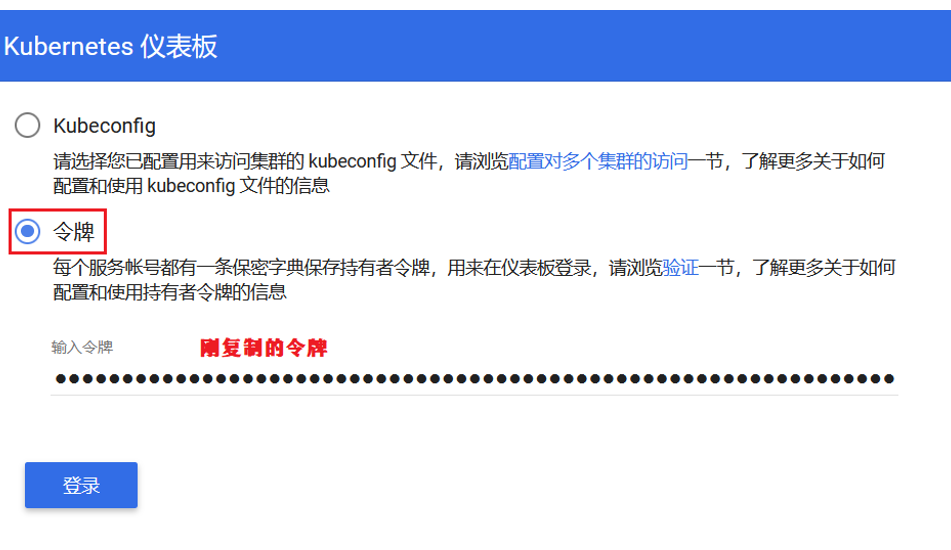 Kubernetes 仪表板
Kubeconfig
请选择您已配置用来访问集群的 kubeconfig 文件，请浏览配置对多个集群的访问一节，了解更多关于如何
配置和使用 kubeconfig 文件的信息
令牌
每个服务帐号都有一条保密字典保存持有者令牌，用来在仪表板登录，请浏览验证一节，了解更多关于如何
配置和使用持有者令牌的信息
输入令牌 刚复制的令牌
登录